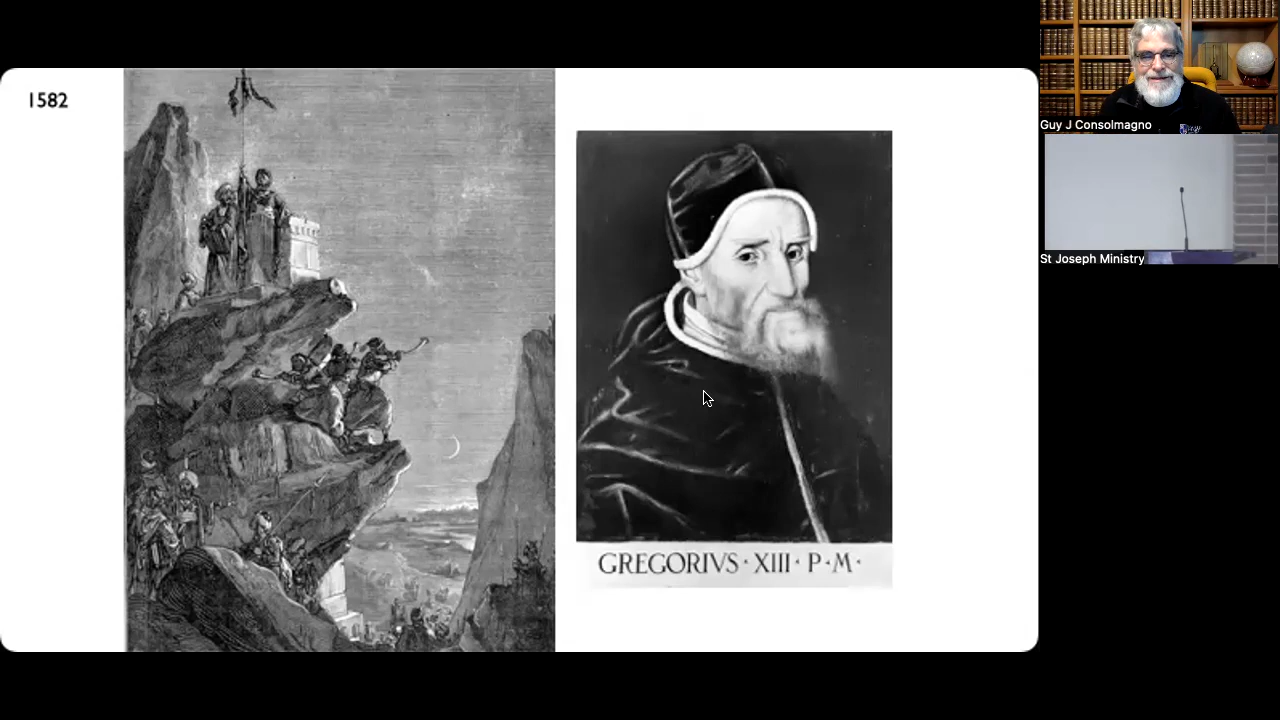 1582
GREGORIVS · XIII · P · M ·
Guy J Consolmagno
St Joseph Ministry